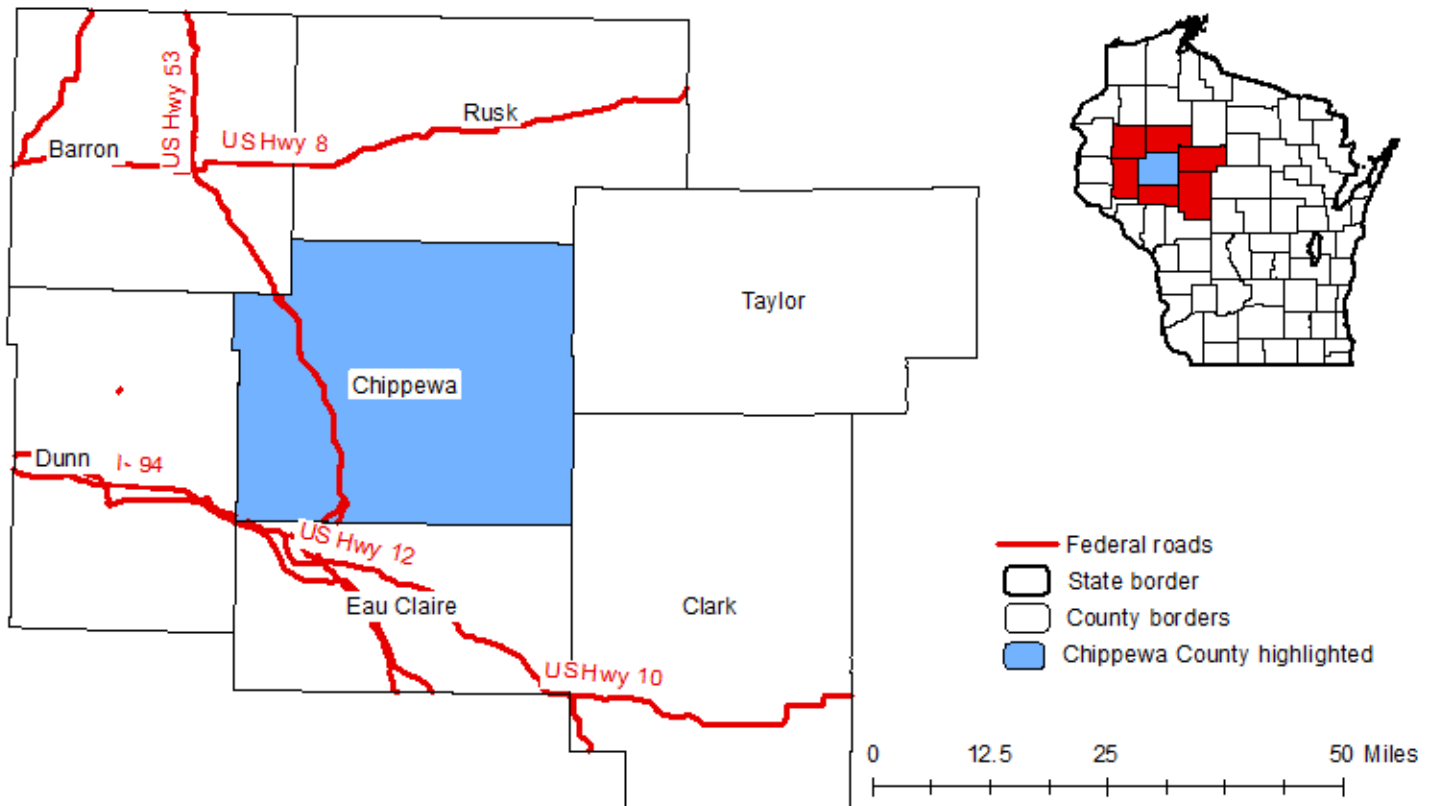 US Hwy 53
Rusk
US Hwy 8
Barron
Taylor
Chippewa
Dunn
I- 94
US Hwy 12
Eau Claire
Clark
US Hwy 10
Federal roads
State border
County borders
Chippewa County highlighted
0 12.5 25 50 Miles